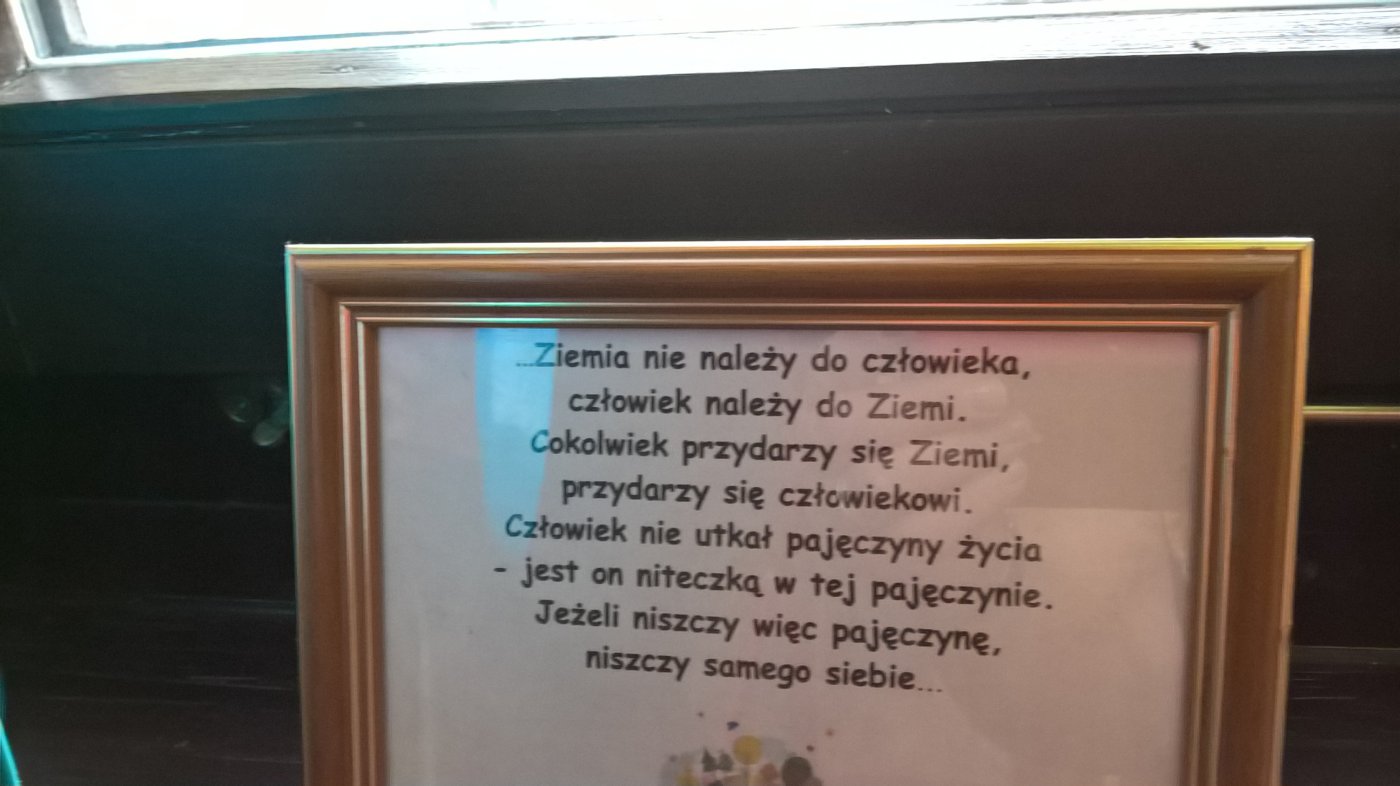 ...Ziemia nie należy do człowieka,
człowiek należy do Ziemi.
Cokolwiek przydarzy się Ziemi,
przydarzy się człowiekowi.
Człowiek nie utkał pajęczyny życia
- jest on niteczką w tej pajęczynie.
Jeżeli niszczy więc pajęczynę,
niszczy samego siebie...